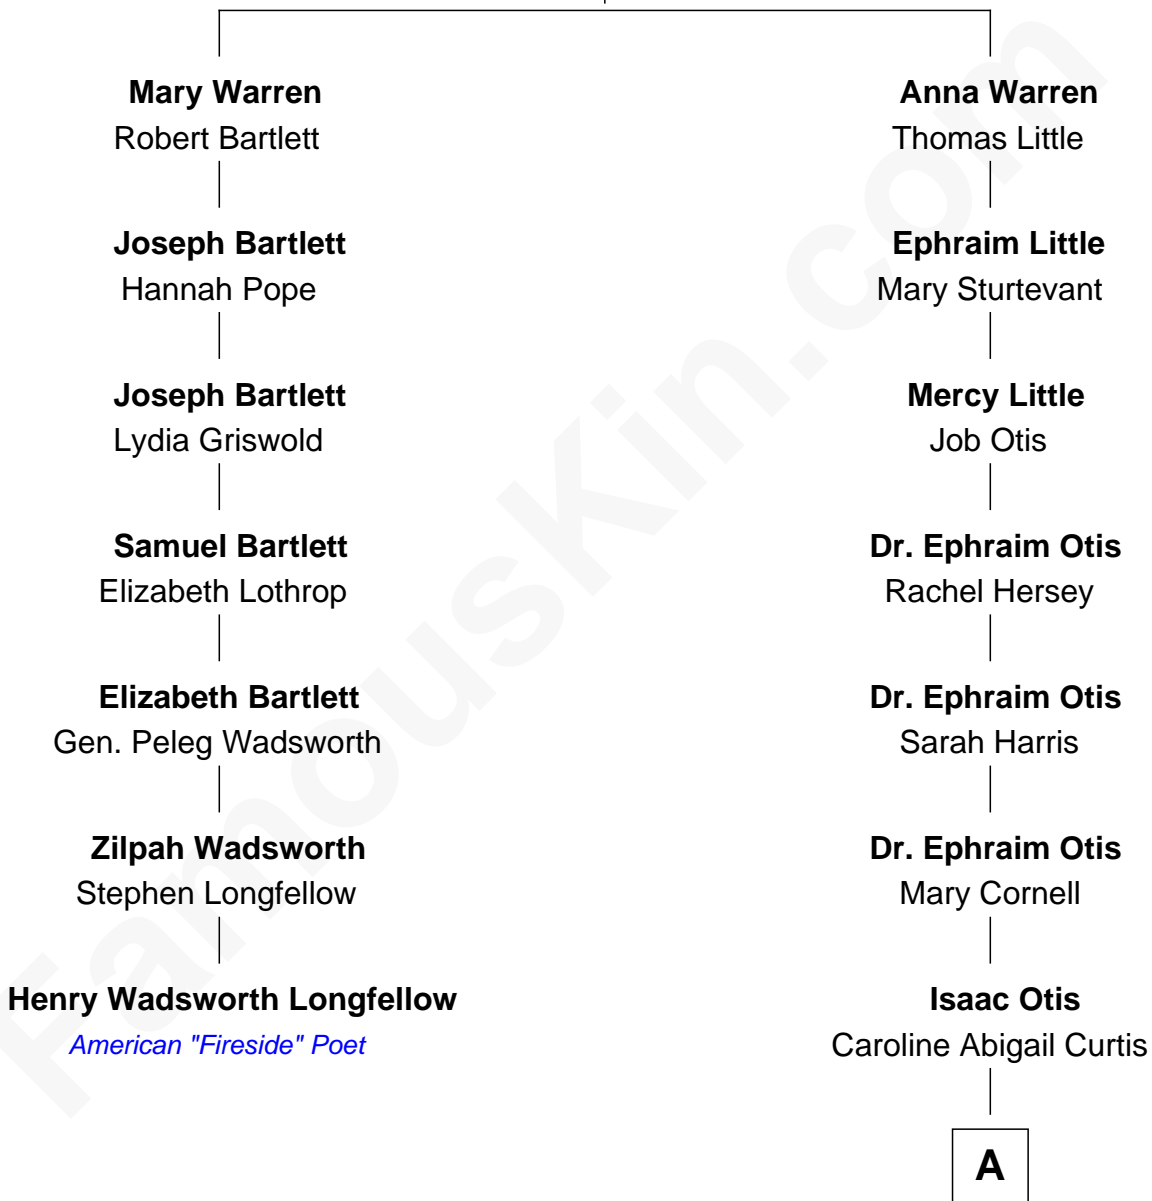 Mary Warren
Robert Bartlett
Joseph Bartlett
Hannah Pope
Joseph Bartlett
Lydia Griswold
Samuel Bartlett
Elizabeth Lothrop
Elizabeth Bartlett
Gen. Peleg Wadsworth
Zilpah Wadsworth
Stephen Longfellow
Henry Wadsworth Longfellow
American "Fireside" Poet
Anna Warren
Thomas Little
Ephraim Little
Mary Sturtevant
Mercy Little
Job Otis
Dr. Ephraim Otis
Rachel Hersey
Dr. Ephraim Otis
Sarah Harris
Dr. Ephraim Otis
Mary Cornell
Isaac Otis
Caroline Abigail Curtis
A
FamousKin.com